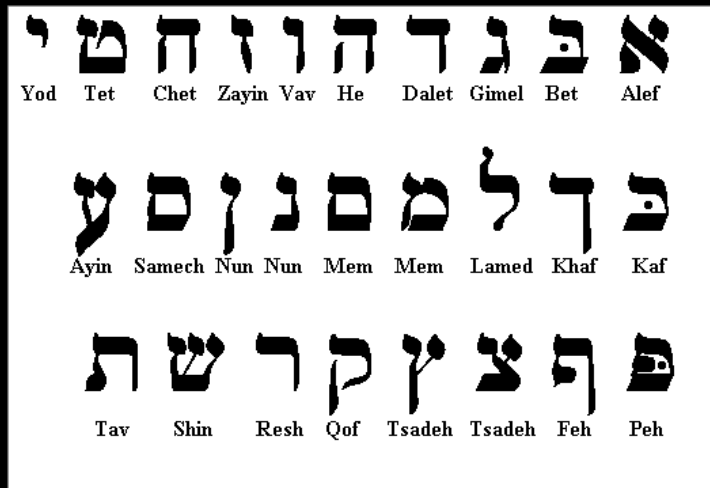 א בּ ג ד ה ו ז ח ט י
Yod Tet Chet Zayin Vav He Dalet Gimel Bet Alef
כּ ך ל מ ם נ ן ס ע
Ayin Samech Nun Nun Mem Mem Lamed Khaf Kaf
פּ ף צ ץ ק ר ש ת
Tav Shin Resh Qof Tsadeh Tsadeh Feh Peh